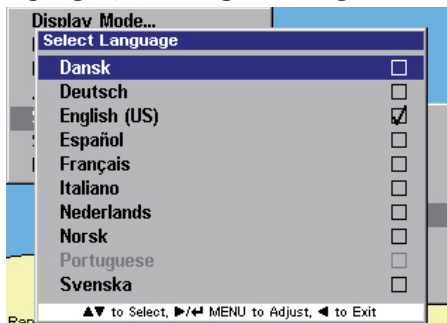 Display Mode...
Select Language
Dansk
Deutsch
English (US)
Español
Français
Italiano
Nederlands
Norsk
Portuguese
Svenska
▲▼ to Select, ▶/↵ MENU to Adjust, ◀ to Exit